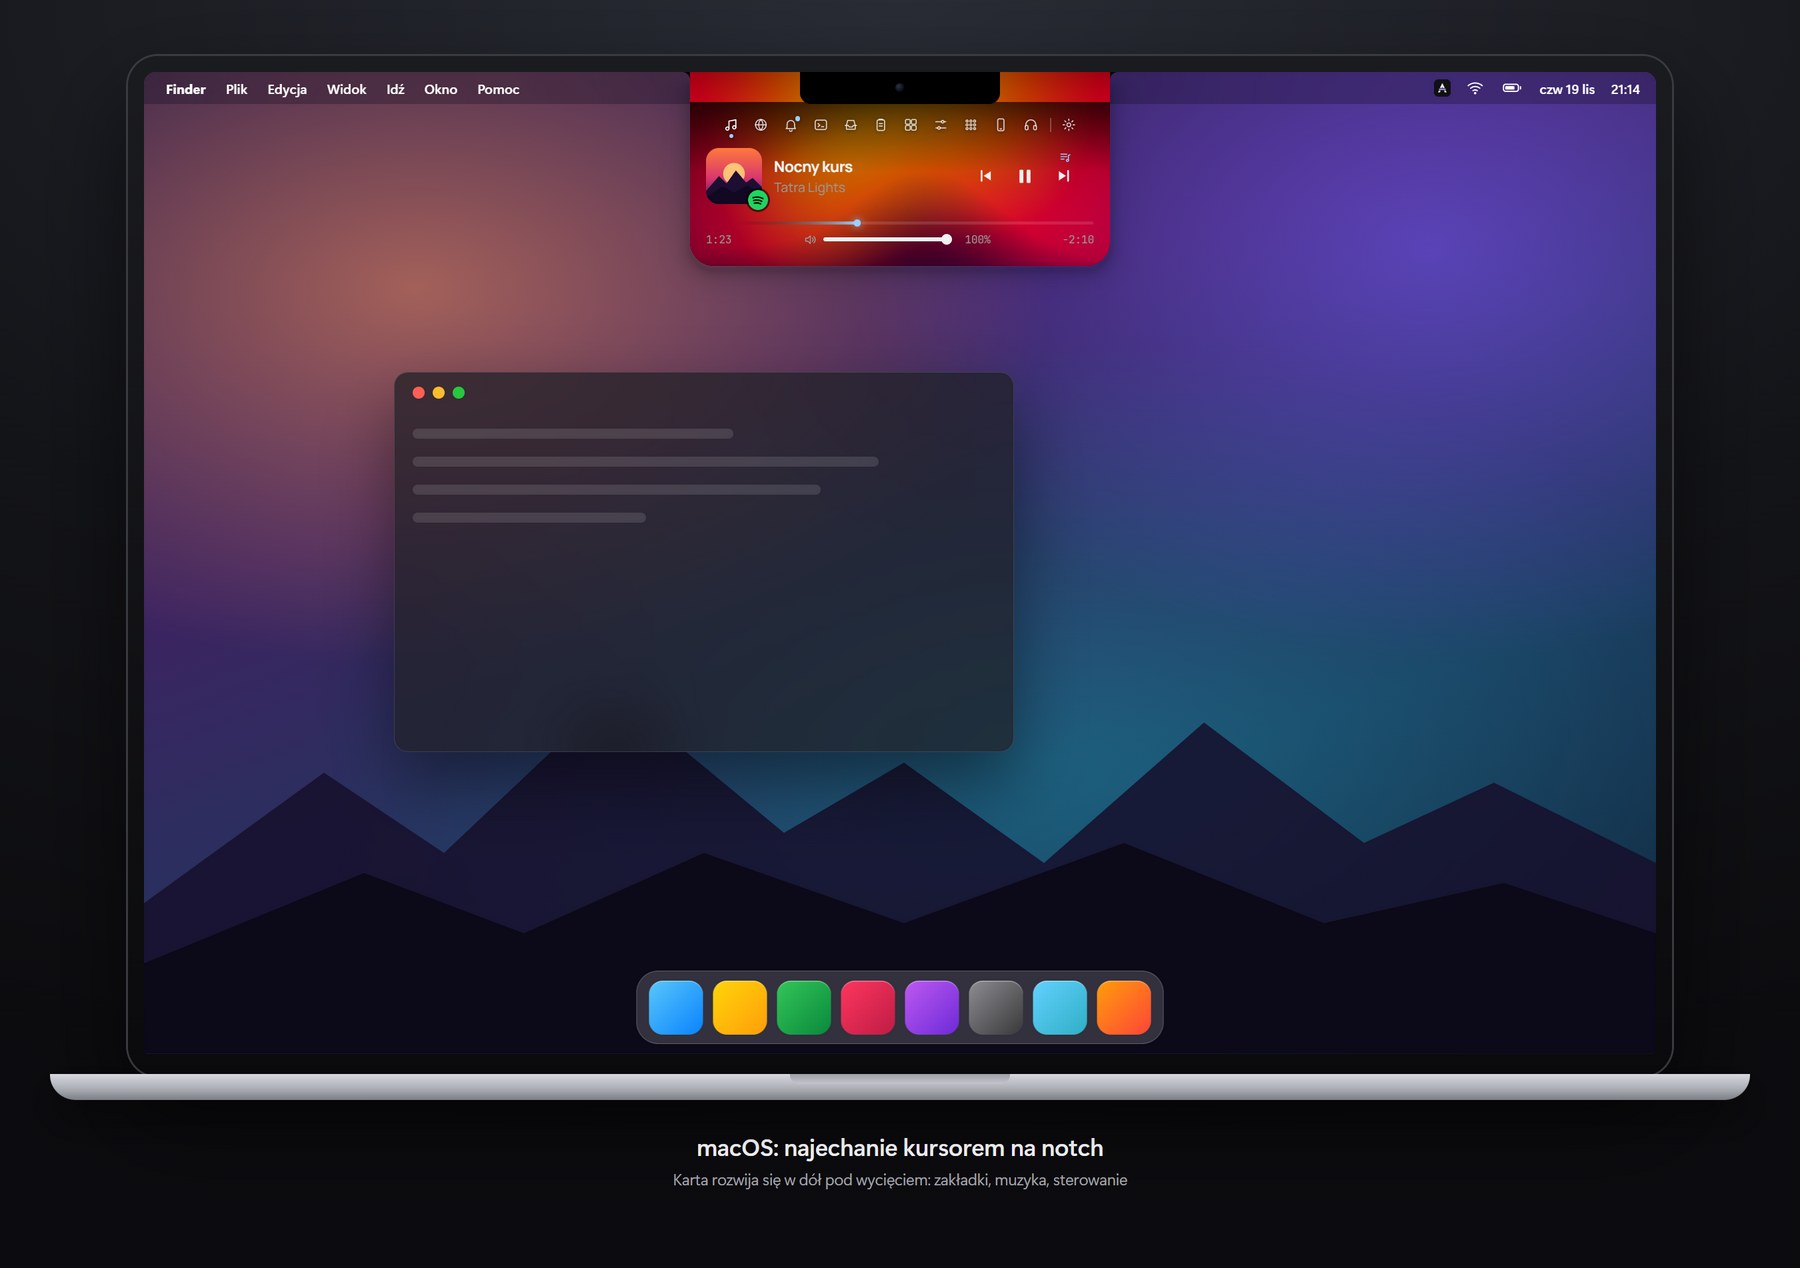 Finder Plik Edycja Widok Idź Okno Pomoc
czw 19 lis 21:14
Nocny kurs
Tatra Lights
1:23 100% -2:10
macOS: najechanie kursorem na notch
Karta rozwija się w dół pod wycięciem: zakładki, muzyka, sterowanie